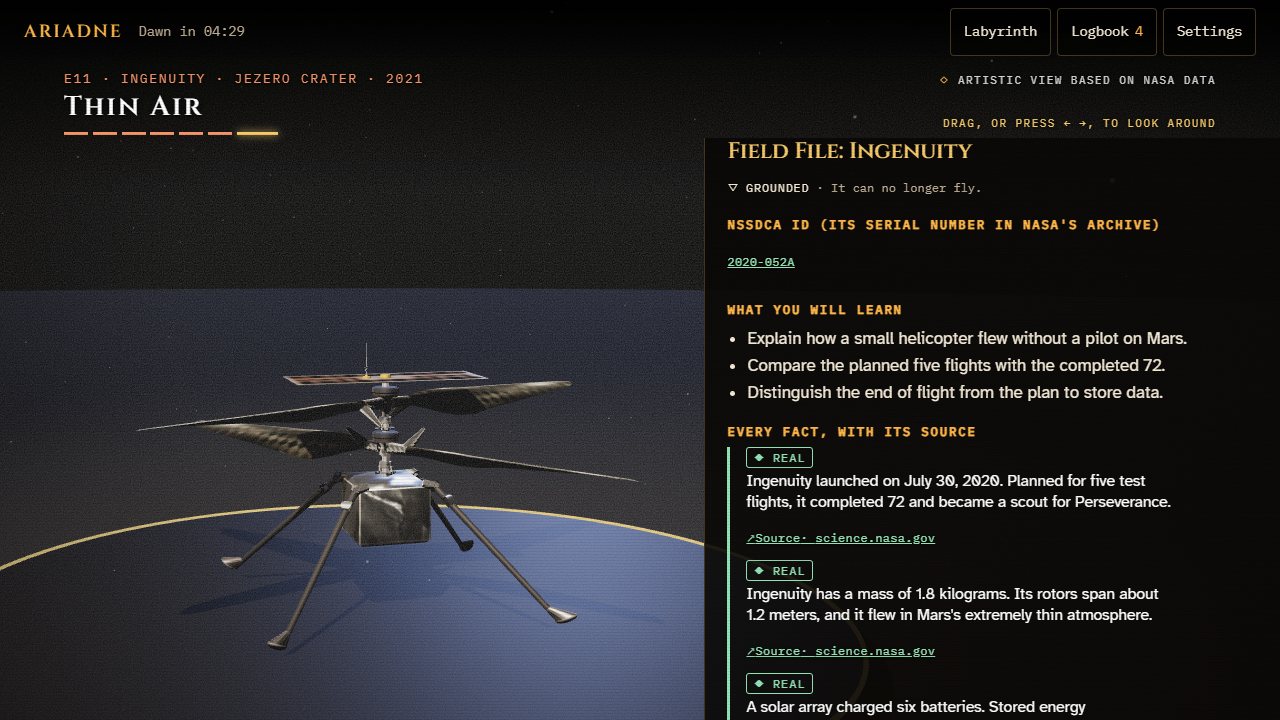 ARIADNE Dawn in 04:29
Labyrinth
Logbook 4
Settings
E11 · INGENUITY · JEZERO CRATER · 2021
Thin Air
◇ ARTISTIC VIEW BASED ON NASA DATA
DRAG, OR PRESS ← →, TO LOOK AROUND
Field File: Ingenuity
▽ GROUNDED · It can no longer fly.
NSSDCA ID (ITS SERIAL NUMBER IN NASA'S ARCHIVE)
2020-052A
WHAT YOU WILL LEARN
• Explain how a small helicopter flew without a pilot on Mars.
• Compare the planned five flights with the completed 72.
• Distinguish the end of flight from the plan to store data.
EVERY FACT, WITH ITS SOURCE
◆ REAL
Ingenuity launched on July 30, 2020. Planned for five test
flights, it completed 72 and became a scout for Perseverance.
↗Source· science.nasa.gov
◆ REAL
Ingenuity has a mass of 1.8 kilograms. Its rotors span about
1.2 meters, and it flew in Mars's extremely thin atmosphere.
↗Source· science.nasa.gov
◆ REAL
A solar array charged six batteries. Stored energy